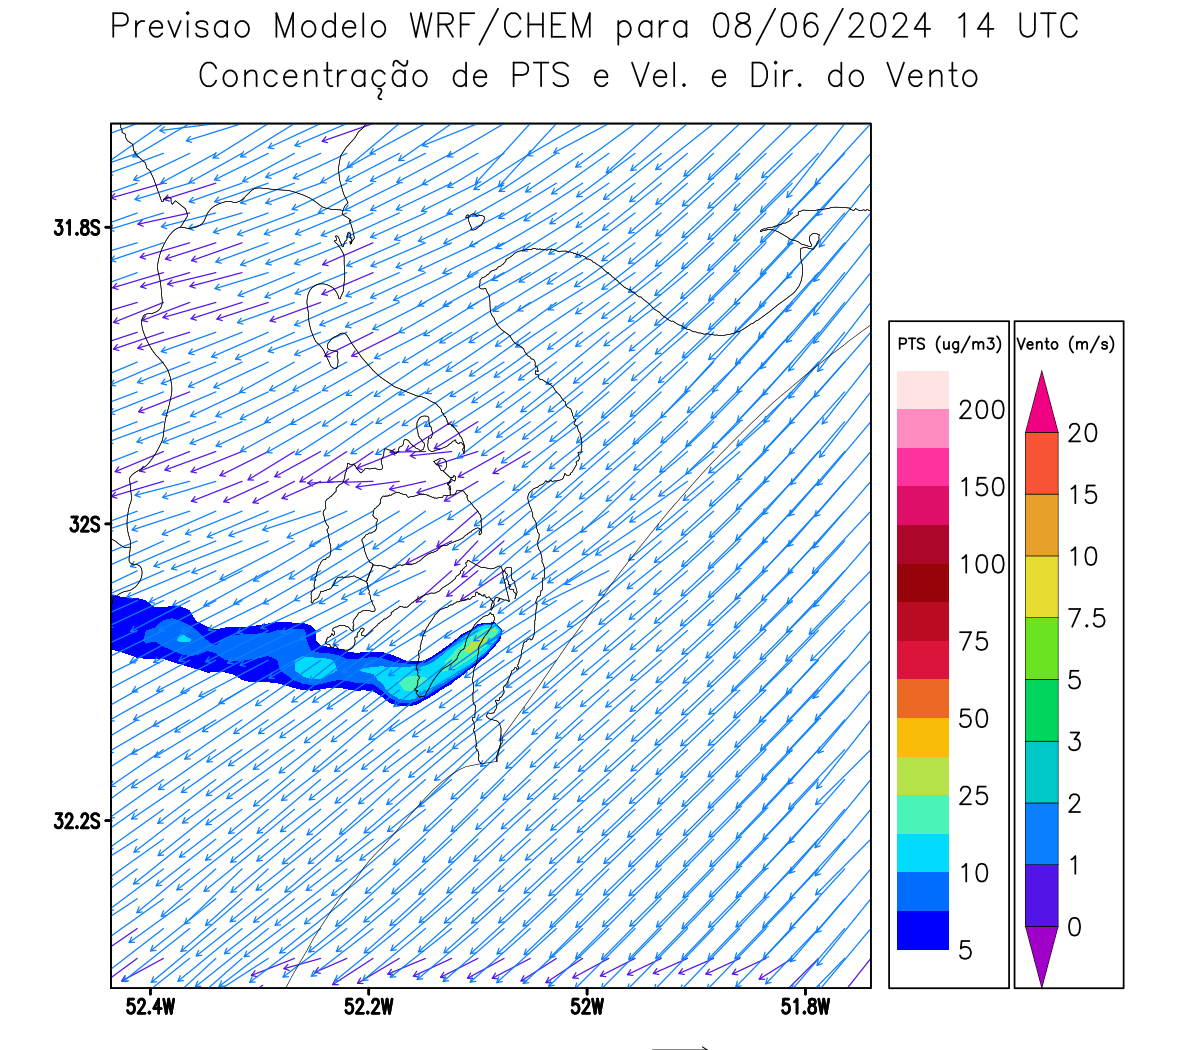 Previsao Modelo WRF/CHEM para 08/06/2024 14 UTC
Concentração de PTS e Vel. e Dir. do Vento
31.8S
32S
32.2S
52.4W 52.2W 52W 51.8W
PTS (ug/m3)
200
150
100
75
50
25
10
5
Vento (m/s)
20
15
10
7.5
5
3
2
1
0